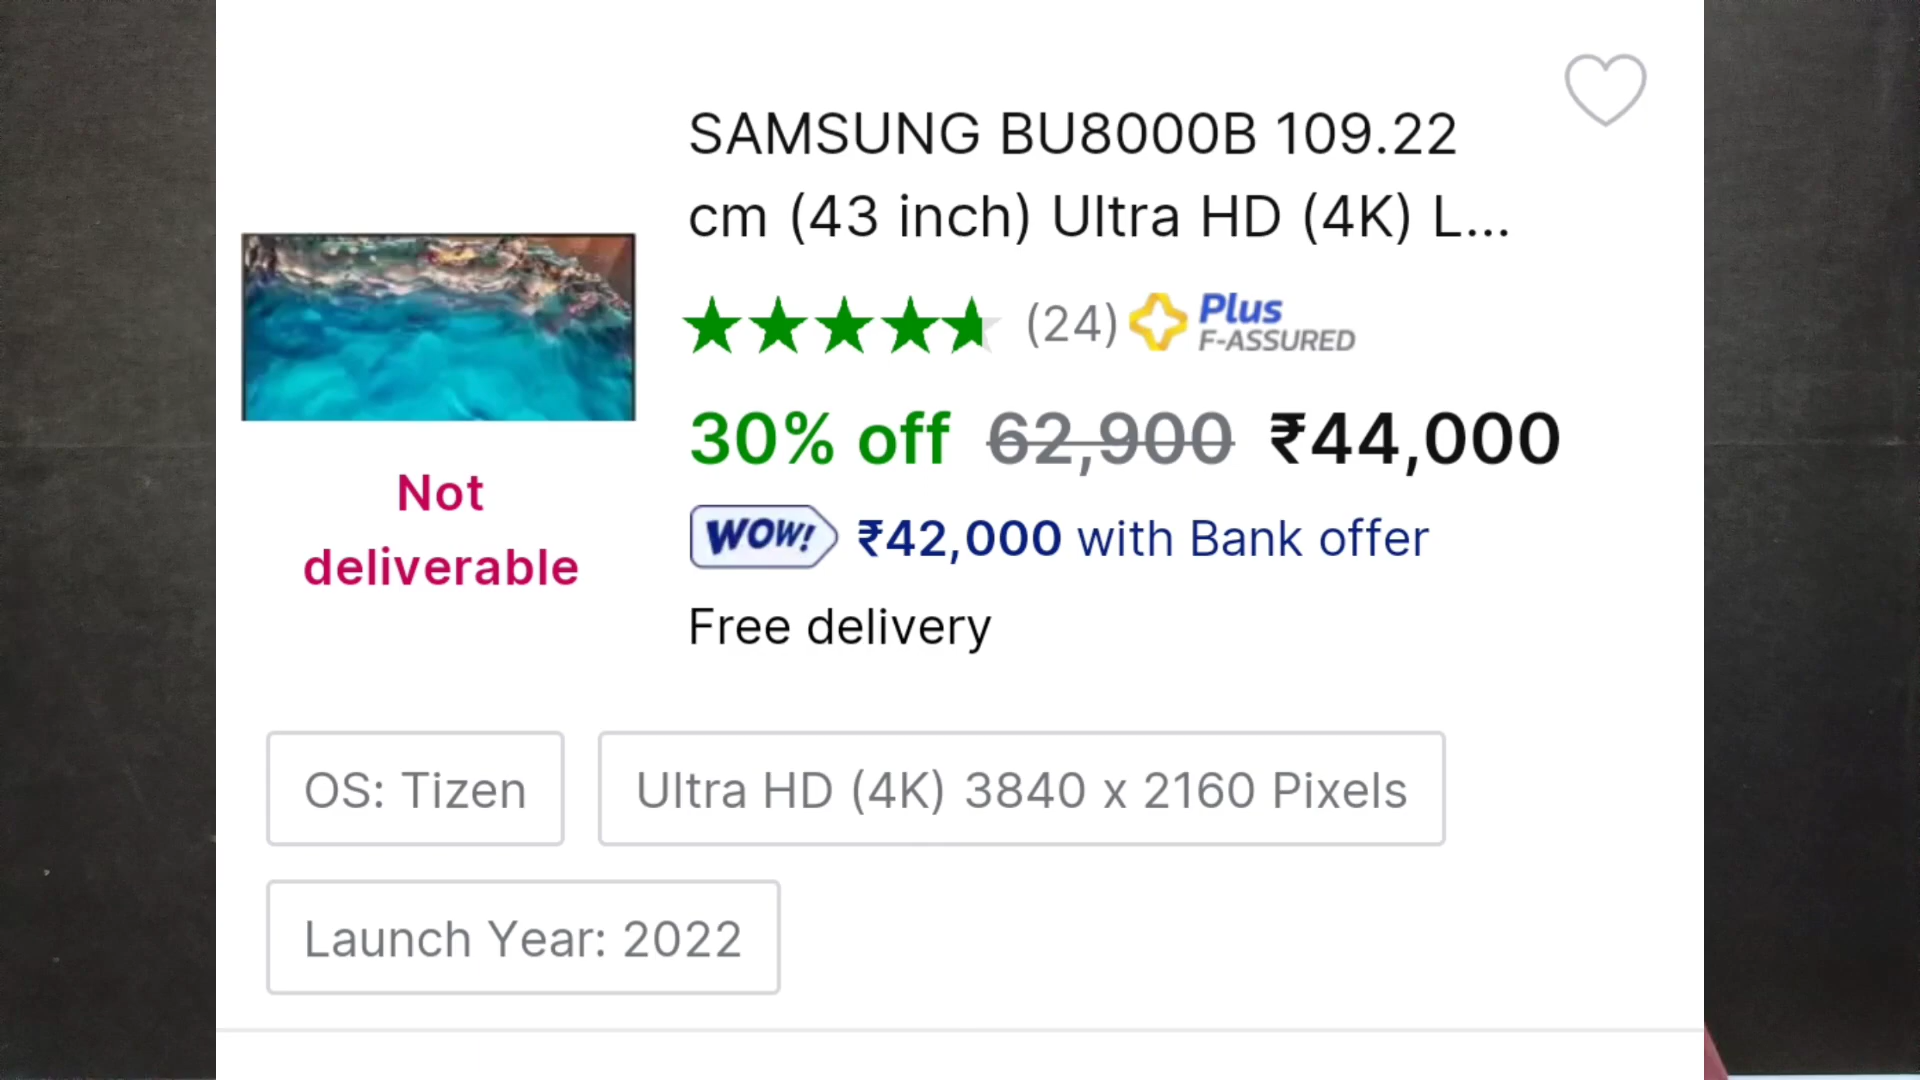 SAMSUNG BU8000B 109.22
cm (43 inch) Ultra HD (4K) L...
(24) Plus
F-ASSURED
30% off 62,900 ₹44,000
WOW! ₹42,000 with Bank offer
Free delivery
Not
deliverable
OS: Tizen
Ultra HD (4K) 3840 x 2160 Pixels
Launch Year: 2022